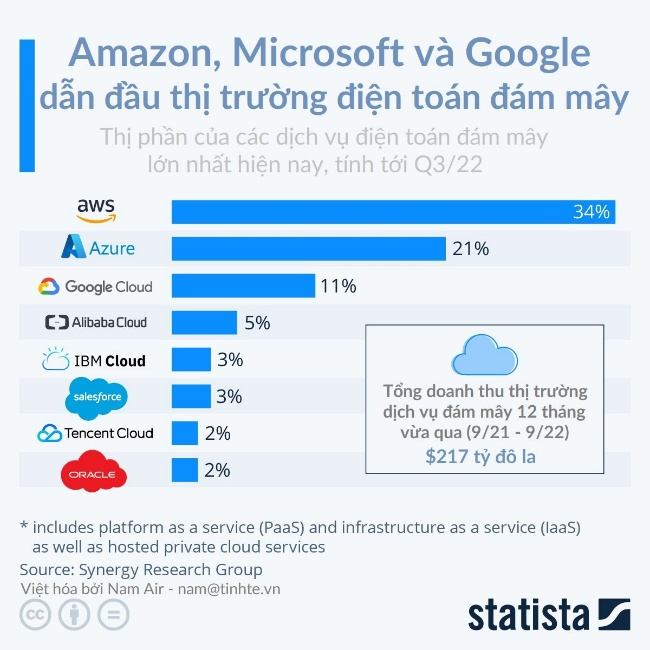 Amazon, Microsoft và Google
dẫn đầu thị trường điện toán đám mây
Thị phần của các dịch vụ điện toán đám mây
lớn nhất hiện nay, tính tới Q3/22
aws
34%
Azure
21%
Google Cloud
11%
Alibaba Cloud
5%
IBM Cloud
3%
salesforce
3%
Tencent Cloud
2%
ORACLE
2%
Tổng doanh thu thị trường
dịch vụ đám mây 12 tháng
vừa qua (9/21 - 9/22)
$217 tỷ đô la
* includes platform as a service (PaaS) and infrastructure as a service (IaaS)
as well as hosted private cloud services
Source: Synergy Research Group
Việt hóa bởi Nam Air - nam@tinhte.vn
cc
statista